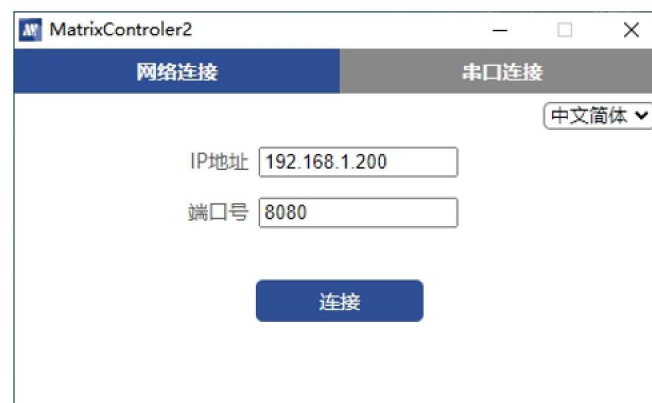 MatrixControler2
网络连接 串口连接
中文简体
IP地址 192.168.1.200
端口号 8080
连接